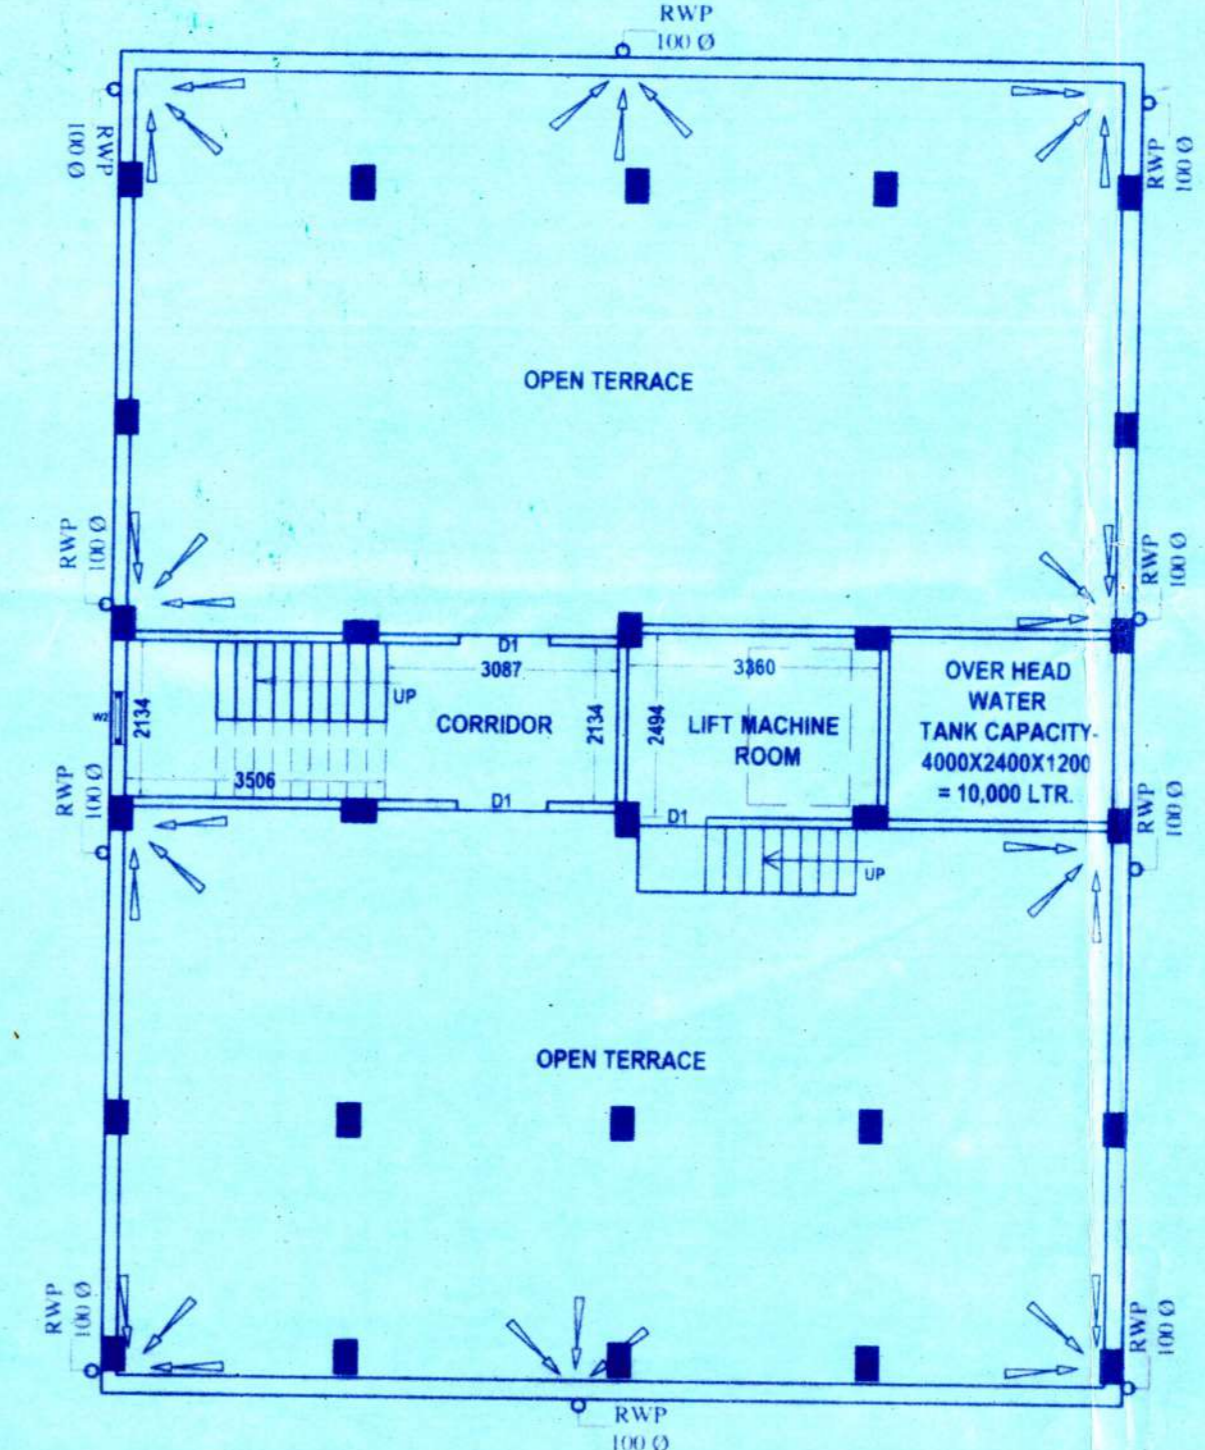 RWP
100 Ø
RWP
100 Ø
RWP
100 Ø
OPEN TERRACE
RWP
100 Ø
RWP
100 Ø
D1
3087
3360
OVER HEAD
WATER
TANK CAPACITY-
4000X2400X1200
= 10,000 LTR.
UP
W2
2134
CORRIDOR
2134
2494
LIFT MACHINE
ROOM
3506
RWP
100 Ø
D1
D1
RWP
100 Ø
UP
OPEN TERRACE
RWP
100 Ø
RWP
100 Ø
RWP
100 Ø